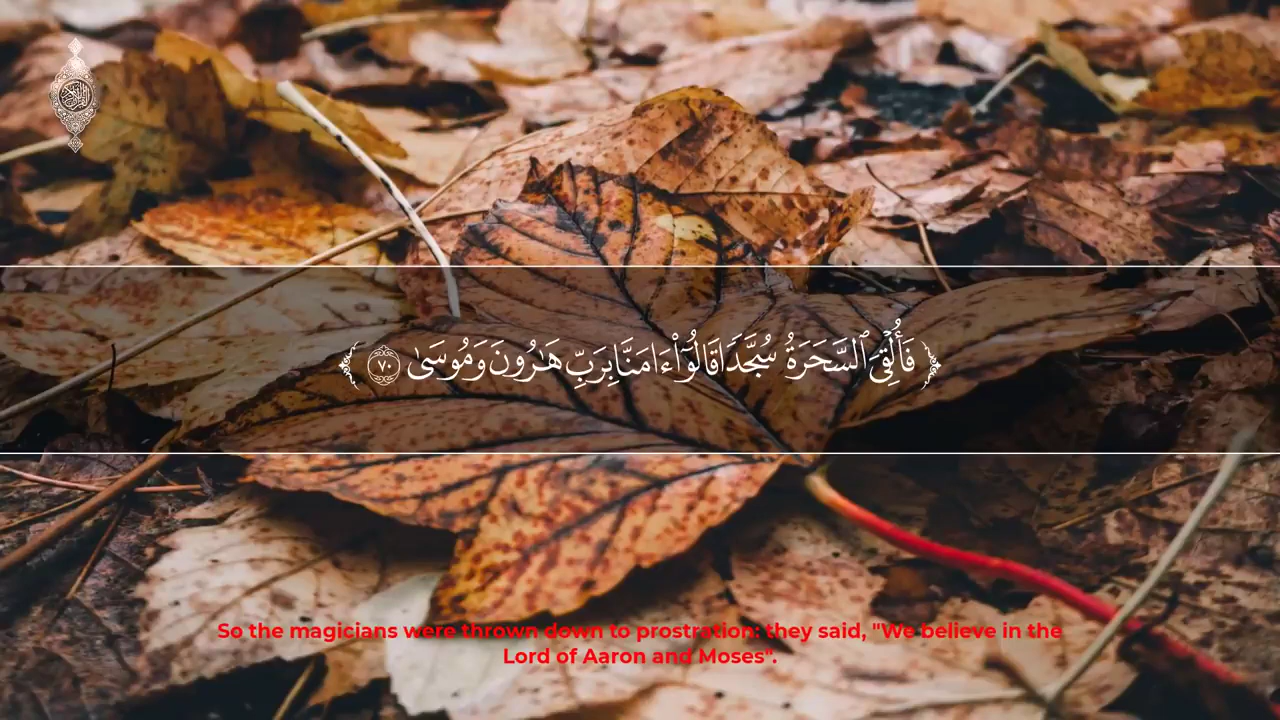 ﴿ فَأُلْقِيَ ٱلسَّحَرَةُ سُجَّدًا قَالُوٓا۟ ءَامَنَّا بِرَبِّ هَـٰرُونَ وَمُوسَىٰ ٧٠ ﴾
So the magicians were thrown down to prostration: they said, "We believe in the
Lord of Aaron and Moses".